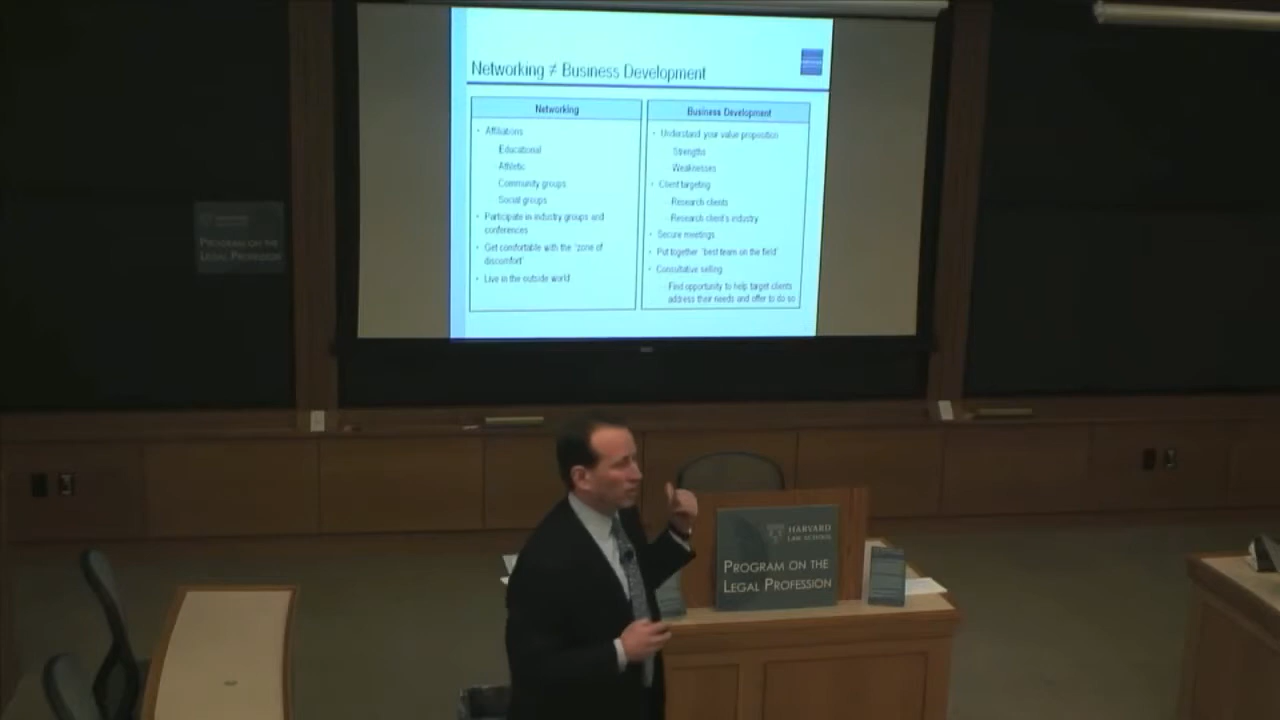 Networking ≠ Business Development
Networking
• Affiliations
Educational
Athletic
Community groups
Social groups
• Participate in industry groups and
conferences
• Get comfortable with the "zone of
discomfort"
• Live in the outside world
Business Development
• Understand your value proposition
Strengths
Weaknesses
• Client targeting
Research clients
Research client's industry
• Secure meetings
• Put together "best team on the field"
• Consultative selling
Find opportunity to help target clients
address their needs and offer to do so
PROGRAM ON THE
LEGAL PROFESSION
HARVARD
LAW SCHOOL
PROGRAM ON THE
LEGAL PROFESSION